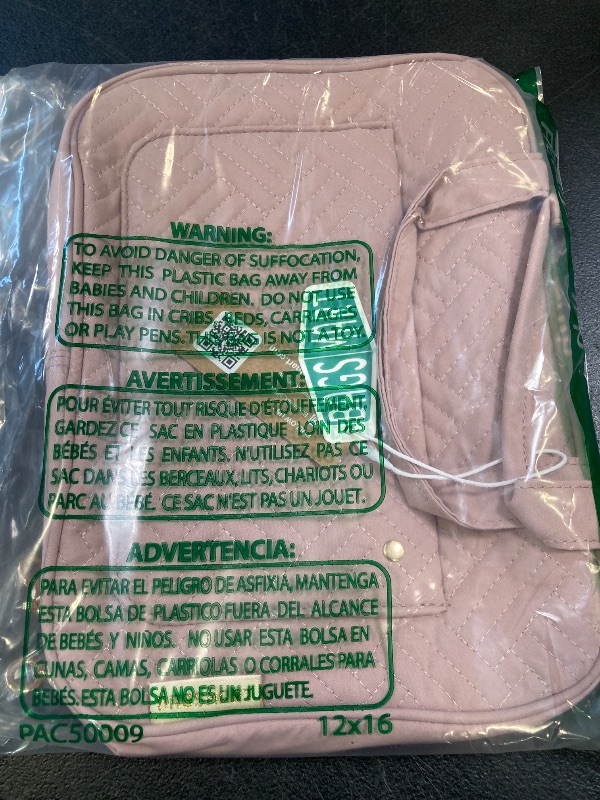 WARNING:
TO AVOID DANGER OF SUFFOCATION,
KEEP THIS PLASTIC BAG AWAY FROM
BABIES AND CHILDREN. DO NOT USE
THIS BAG IN CRIBS, BEDS, CARRIAGES
OR PLAY PENS. THIS BAG IS NOT A TOY.
AVERTISSEMENT:
POUR ÉVITER TOUT RISQUE D'ÉTOUFFEMENT,
GARDEZ CE SAC EN PLASTIQUE LOIN DES
BÉBÉS ET LES ENFANTS. N'UTILISEZ PAS CE
SAC DANS LES BERCEAUX, LITS, CHARIOTS OU
PARC AU BÉBÉ. CE SAC N'EST PAS UN JOUET.
ADVERTENCIA:
PARA EVITAR EL PELIGRO DE ASFIXIA, MANTENGA
ESTA BOLSA DE PLASTICO FUERA DEL ALCANCE
DE BEBÉS Y NIÑOS. NO USAR ESTA BOLSA EN
CUNAS, CAMAS, CARRIOLAS O CORRALES PARA
BEBÉS. ESTA BOLSA NO ES UN JUGUETE.
PAC50009 12x16